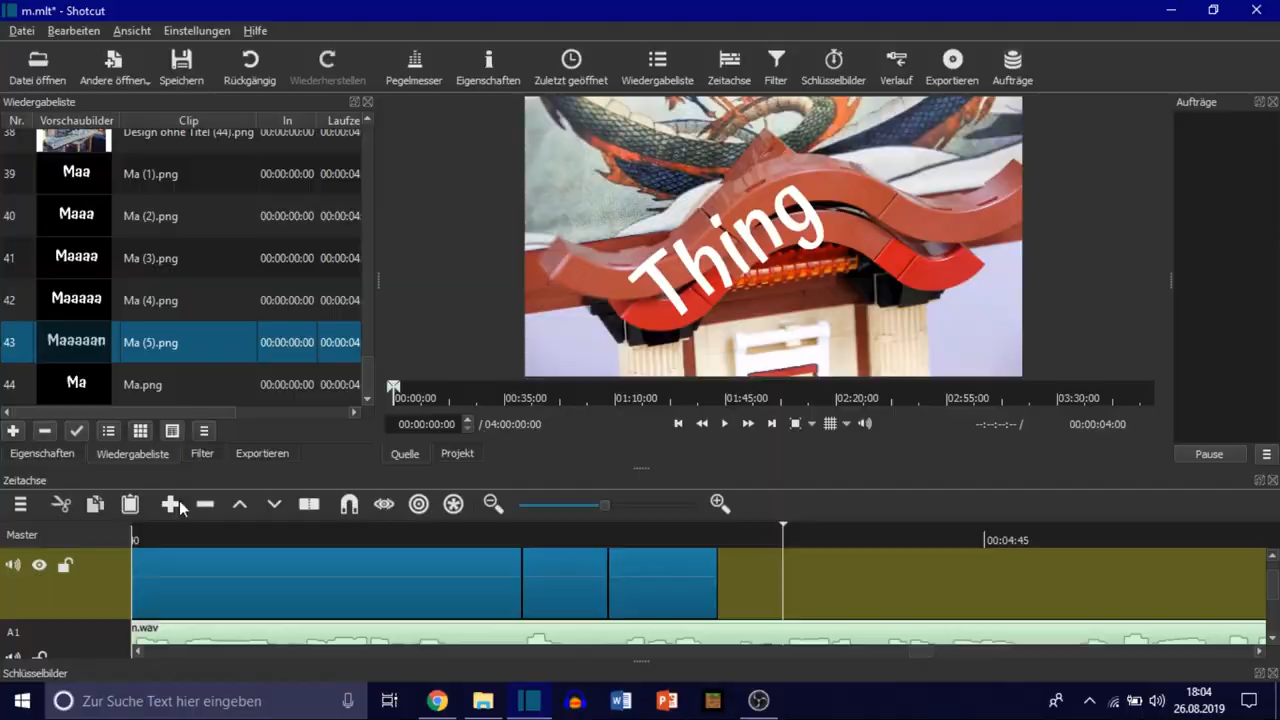 m.mlt* - Shotcut
Datei Bearbeiten Ansicht Einstellungen Hilfe
Datei öffnen Andere öffnen.. Speichern Rückgängig Wiederherstellen Pegelmesser Eigenschaften Zuletzt geöffnet Wiedergabeliste Zeitachse Filter Schlüsselbilder Verlauf Exportieren Aufträge
Wiedergabeliste
Aufträge
Nr. Vorschaubilder Clip In Laufze
38 Design ohne Titel (44).png 00:00:00:00 00:00:04
39 Maa Ma (1).png 00:00:00:00 00:00:04
40 Maaa Ma (2).png 00:00:00:00 00:00:04
41 Maaaa Ma (3).png 00:00:00:00 00:00:04
42 Maaaaa Ma (4).png 00:00:00:00 00:00:04
43 Maaaaan Ma (5).png 00:00:00:00 00:00:04
44 Ma Ma.png 00:00:00:00 00:00:04
Thing
00:00:00 00:35:00 01:10:00 01:45:00 02:20:00 02:55:00 03:30:00
00:00:00:00 / 04:00:00:00 --:--:--:-- / 00:00:04:00
Eigenschaften Wiedergabeliste Filter Exportieren
Quelle Projekt
Pause
Zeitachse
Master
00:04:45
A1
n.wav
Schlüsselbilder
Zur Suche Text hier eingeben
18:04
26.08.2019